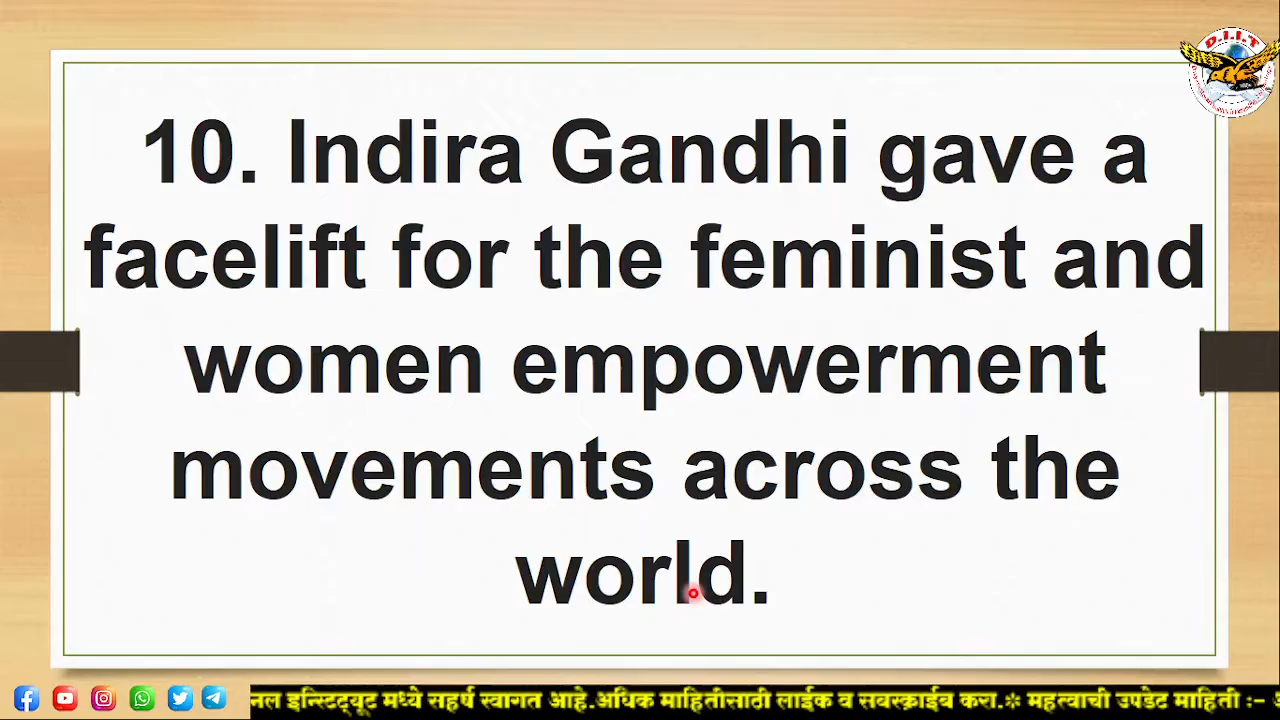 D.I.I.T
10. Indira Gandhi gave a
facelift for the feminist and
women empowerment
movements across the
world.
नल इन्स्टिट्यूट मध्ये सहर्ष स्वागत आहे.अधिक माहितीसाठी लाईक व सबस्क्राईब करा.* महत्वाची उपडेट माहिती :-